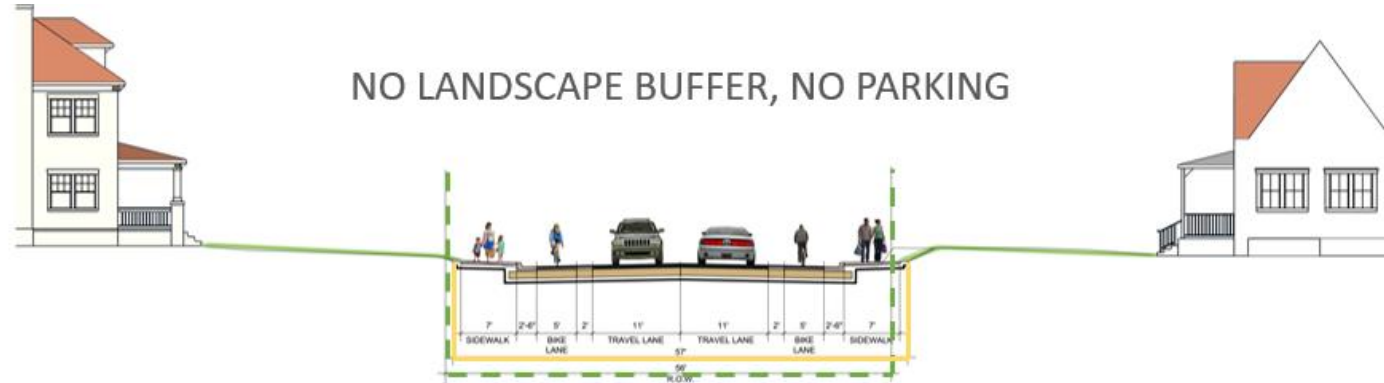 NO LANDSCAPE BUFFER, NO PARKING
7' 2'-6" 5' 2' 11' 11' 2' 5' 2'-6" 7'
SIDEWALK BIKE LANE TRAVEL LANE TRAVEL LANE BIKE LANE SIDEWALK
57'
56'
R.O.W.